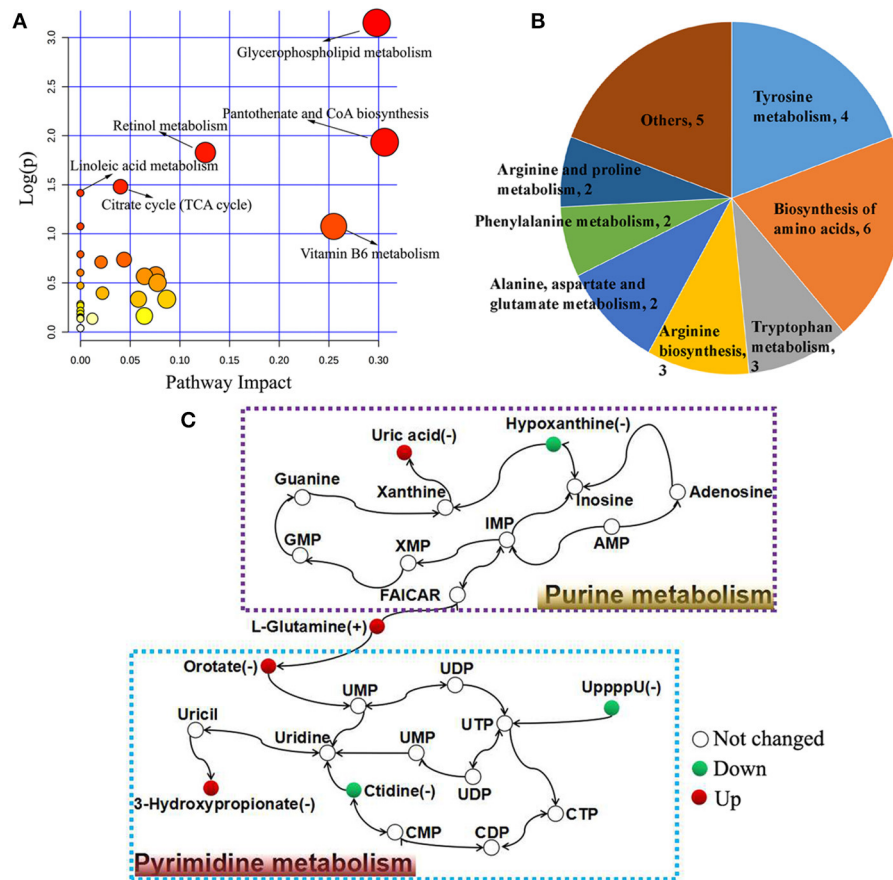 A
3.0
2.5
2.0
1.5
1.0
0.5
0.0
Log(p)
Glycerophospholipid metabolism
Pantothenate and CoA biosynthesis
Retinol metabolism
Linoleic acid metabolism
Citrate cycle (TCA cycle)
Vitamin B6 metabolism
0.00 0.05 0.10 0.15 0.20 0.25 0.30
Pathway Impact
B
Others, 5
Tyrosine
metabolism, 4
Arginine and proline
metabolism, 2
Biosynthesis of
amino acids, 6
Phenylalanine metabolism, 2
Alanine, aspartate and
glutamate metabolism, 2
Arginine
biosynthesis,
3
Tryptophan
metabolism,
3
C
Uric acid(-)
Hypoxanthine(-)
Guanine
Xanthine
Inosine
Adenosine
GMP
XMP
IMP
AMP
FAICAR
Purine metabolism
L-Glutamine(+)
Orotate(-)
UMP
UDP
UppppU(-)
Uricil
Uridine
UMP
UTP
UDP
3-Hydroxypropionate(-)
Ctidine(-)
CTP
CMP
CDP
Pyrimidine metabolism
Not changed
Down
Up